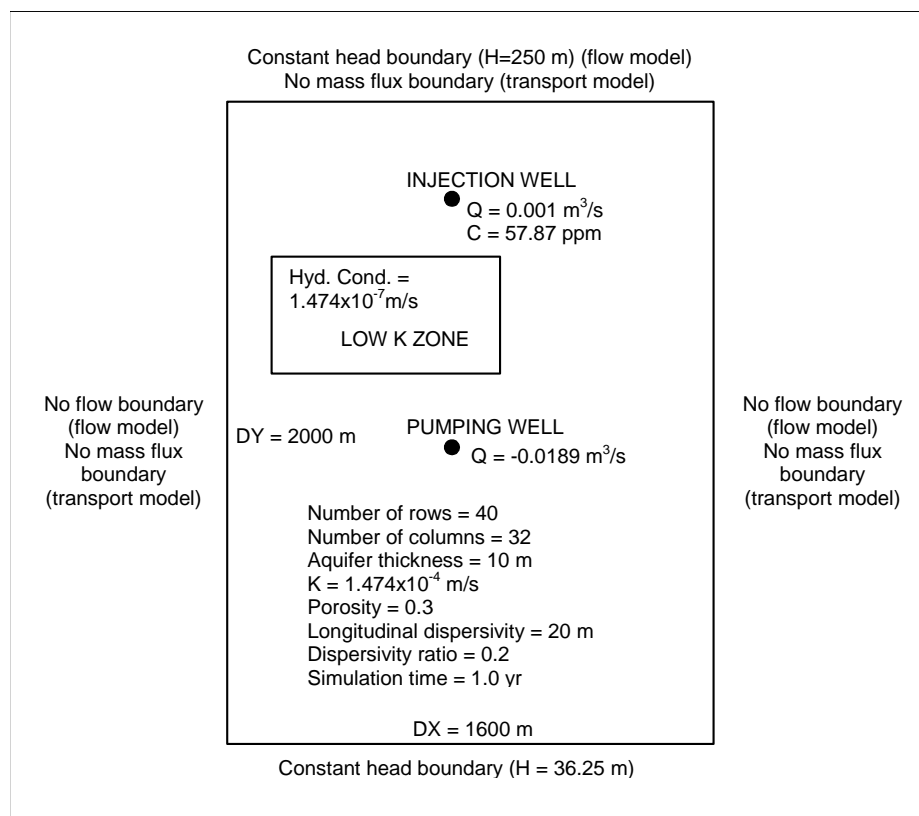 Constant head boundary (H=250 m) (flow model)
No mass flux boundary (transport model)
INJECTION WELL
Q = 0.001 m³/s
C = 57.87 ppm
Hyd. Cond. =
1.474x10⁻⁷m/s
LOW K ZONE
No flow boundary
(flow model)
No mass flux
boundary
(transport model)
DY = 2000 m
PUMPING WELL
Q = -0.0189 m³/s
No flow boundary
(flow model)
No mass flux
boundary
(transport model)
Number of rows = 40
Number of columns = 32
Aquifer thickness = 10 m
K = 1.474x10⁻⁴ m/s
Porosity = 0.3
Longitudinal dispersivity = 20 m
Dispersivity ratio = 0.2
Simulation time = 1.0 yr
DX = 1600 m
Constant head boundary (H = 36.25 m)